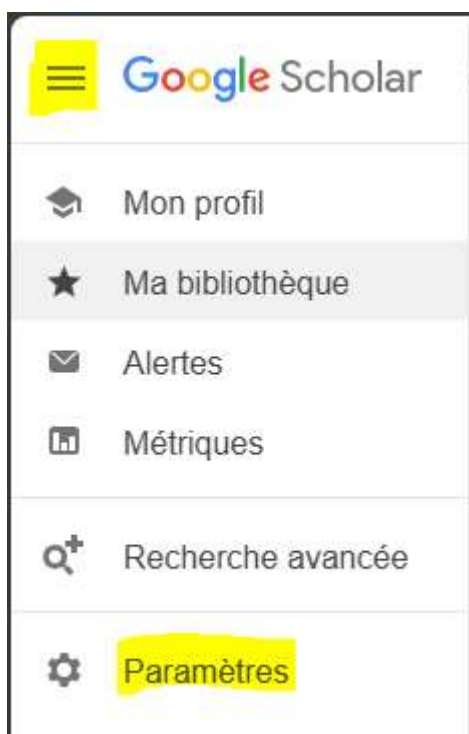 Google Scholar
Mon profil
Ma bibliothèque
Alertes
Métriques
Recherche avancée
Paramètres